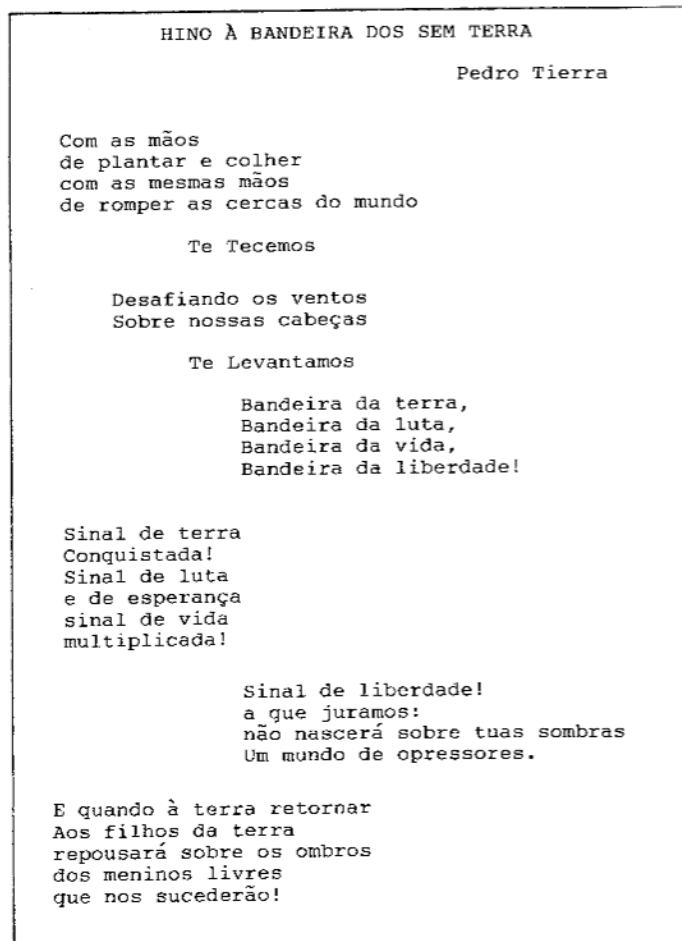 HINO À BANDEIRA DOS SEM TERRA
Pedro Tierra
Com as mãos
de plantar e colher
com as mesmas mãos
de romper as cercas do mundo
Te Tecemos
Desafiando os ventos
Sobre nossas cabeças
Te Levantamos
Bandeira da terra,
Bandeira da luta,
Bandeira da vida,
Bandeira da liberdade!
Sinal de terra
Conquistada!
Sinal de luta
e de esperança
sinal de vida
multiplicada!
Sinal de liberdade!
a que juramos:
não nascerá sobre tuas sombras
Um mundo de opressores.
E quando à terra retornar
Aos filhos da terra
repousará sobre os ombros
dos meninos livres
que nos sucederão!